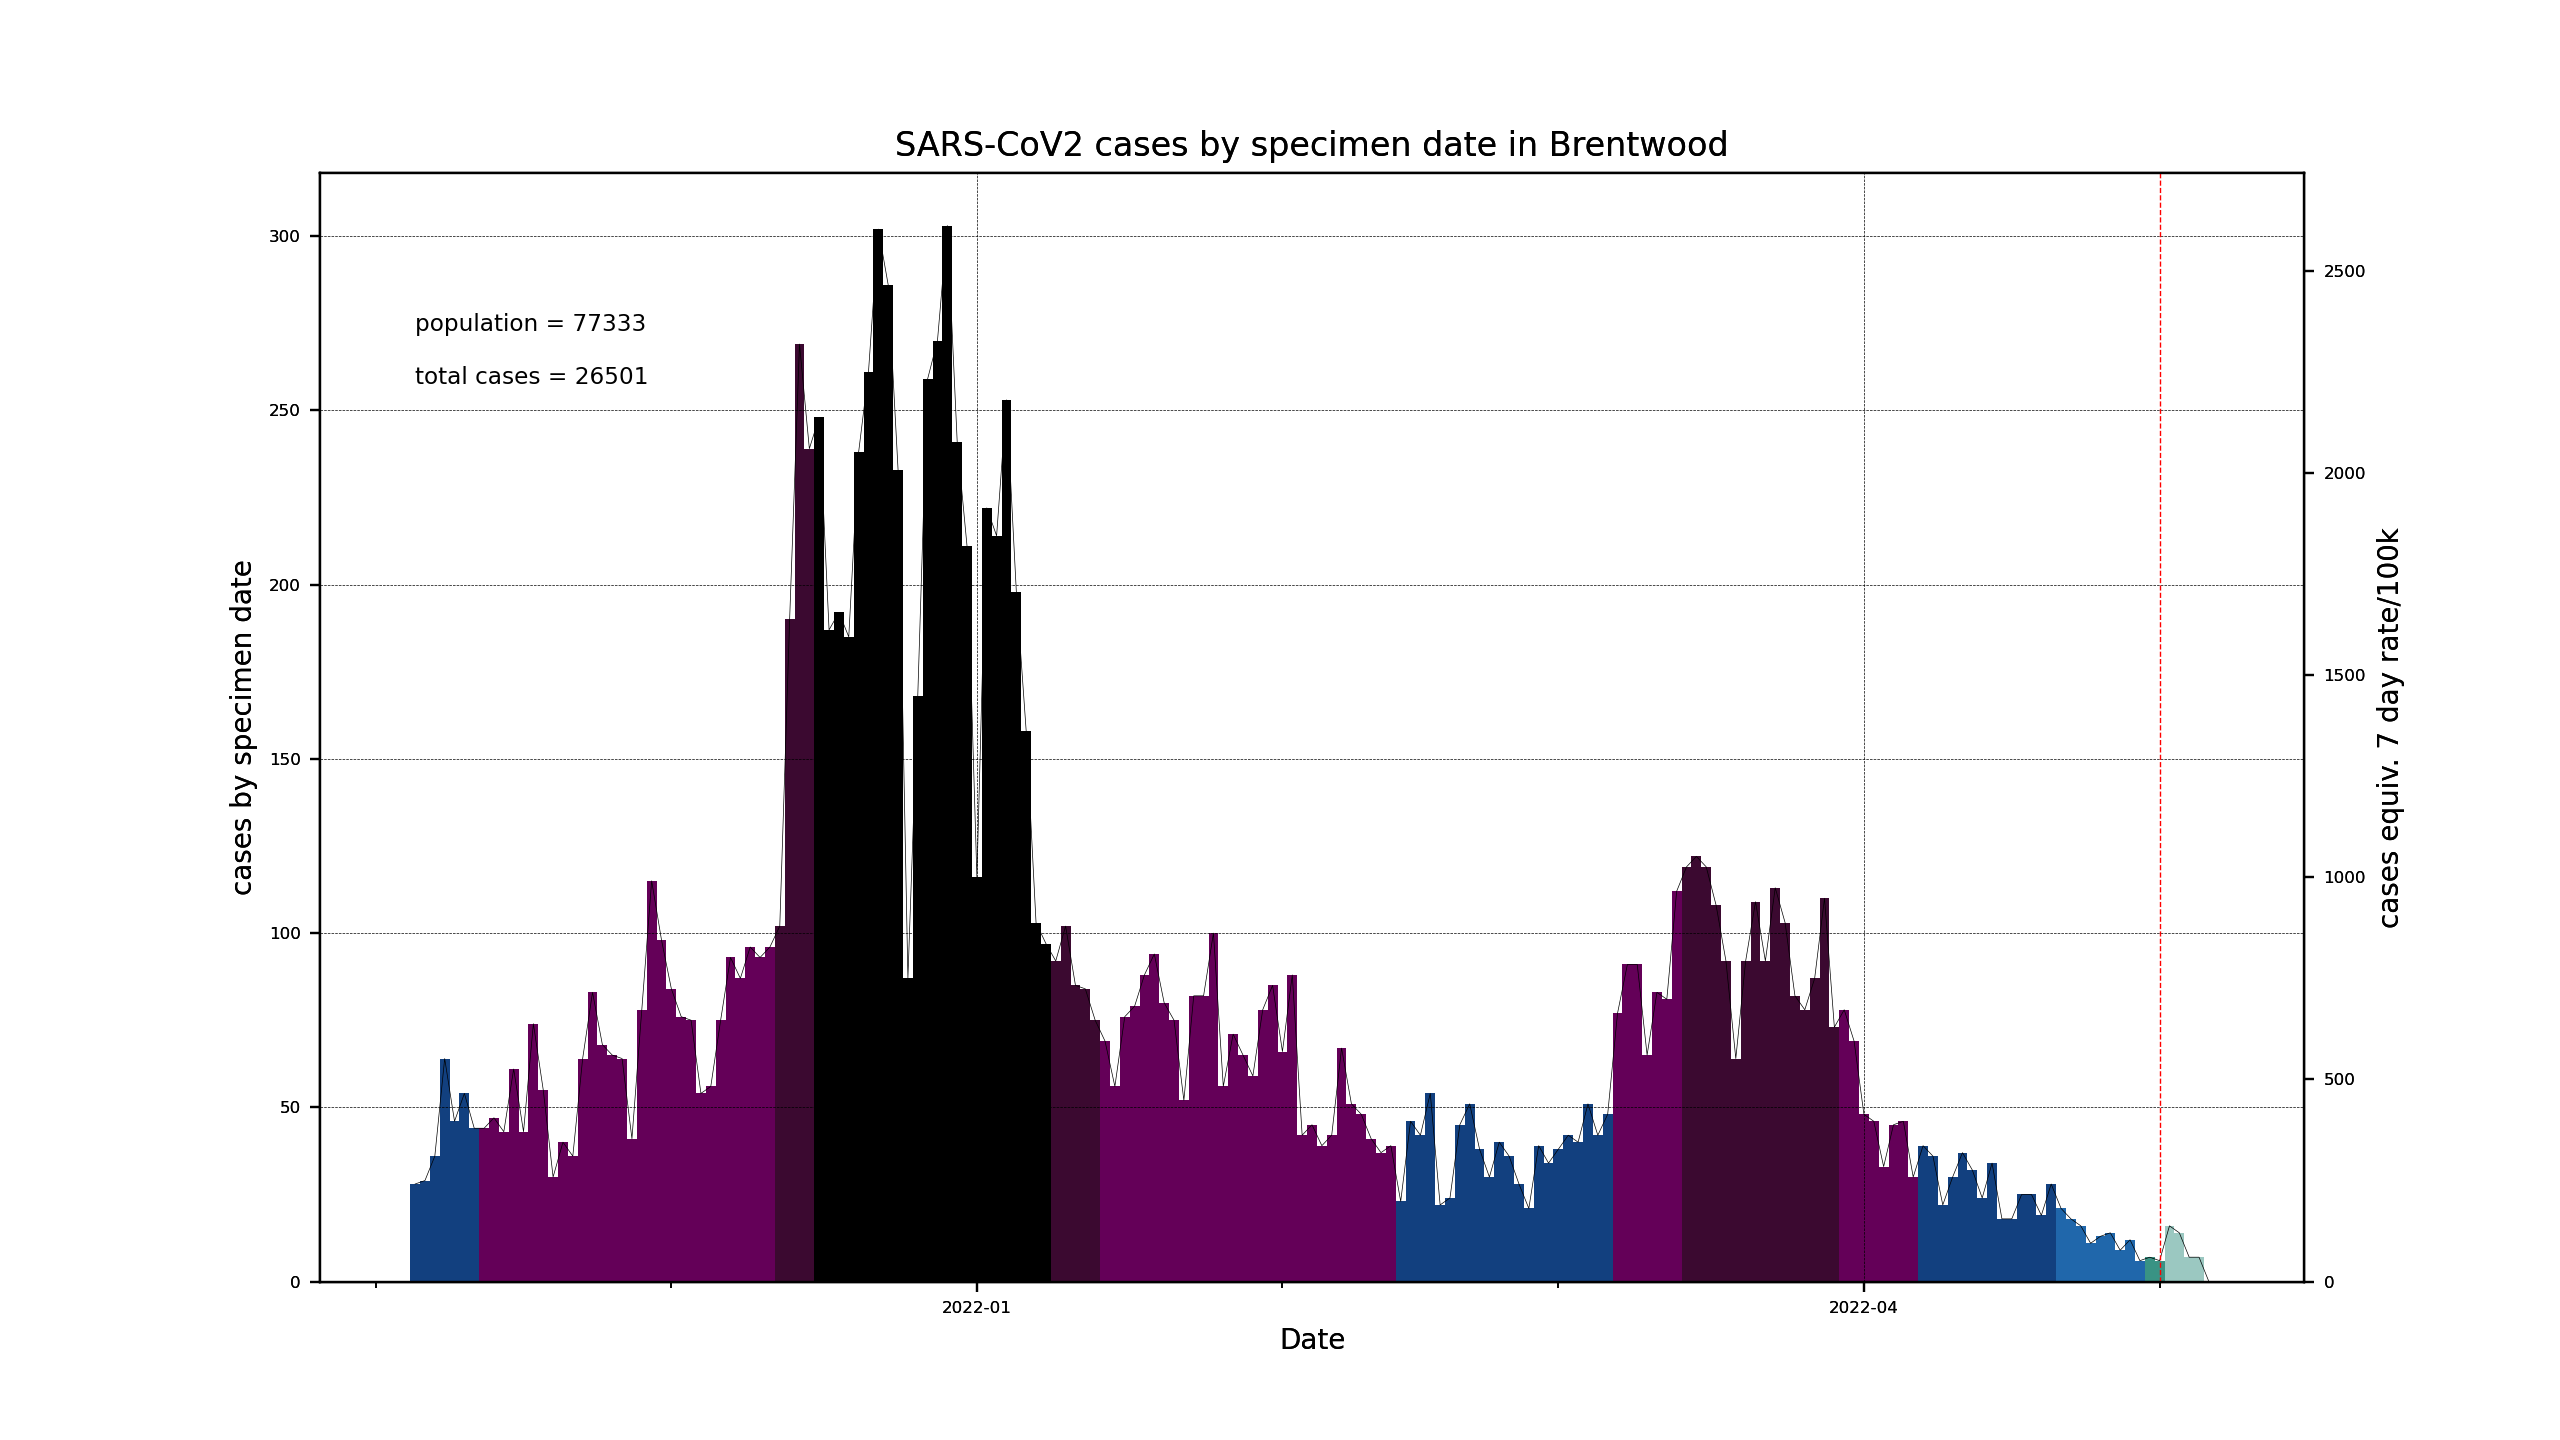 SARS-CoV2 cases by specimen date in Brentwood
population = 77333
total cases = 26501
cases by specimen date
300
250
200
150
100
50
0
2500
2000
1500
1000
500
0
cases equiv. 7 day rate/100k
2022-01
2022-04
Date